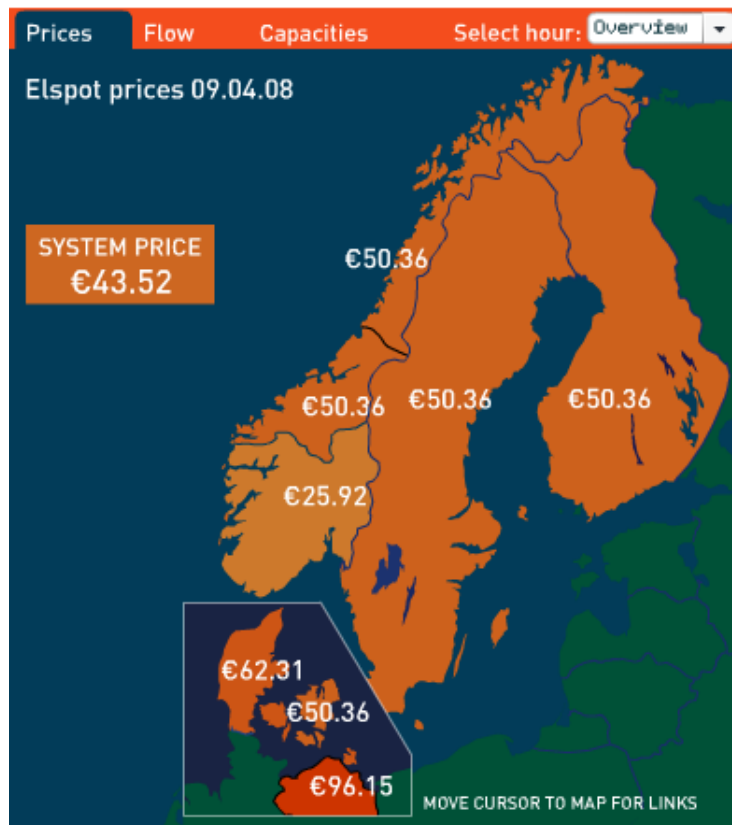 Prices Flow Capacities Select hour: Overview
Elspot prices 09.04.08
SYSTEM PRICE
€43.52
€50.36
€50.36 €50.36 €50.36
€25.92
€62.31
€50.36
€96.15
MOVE CURSOR TO MAP FOR LINKS